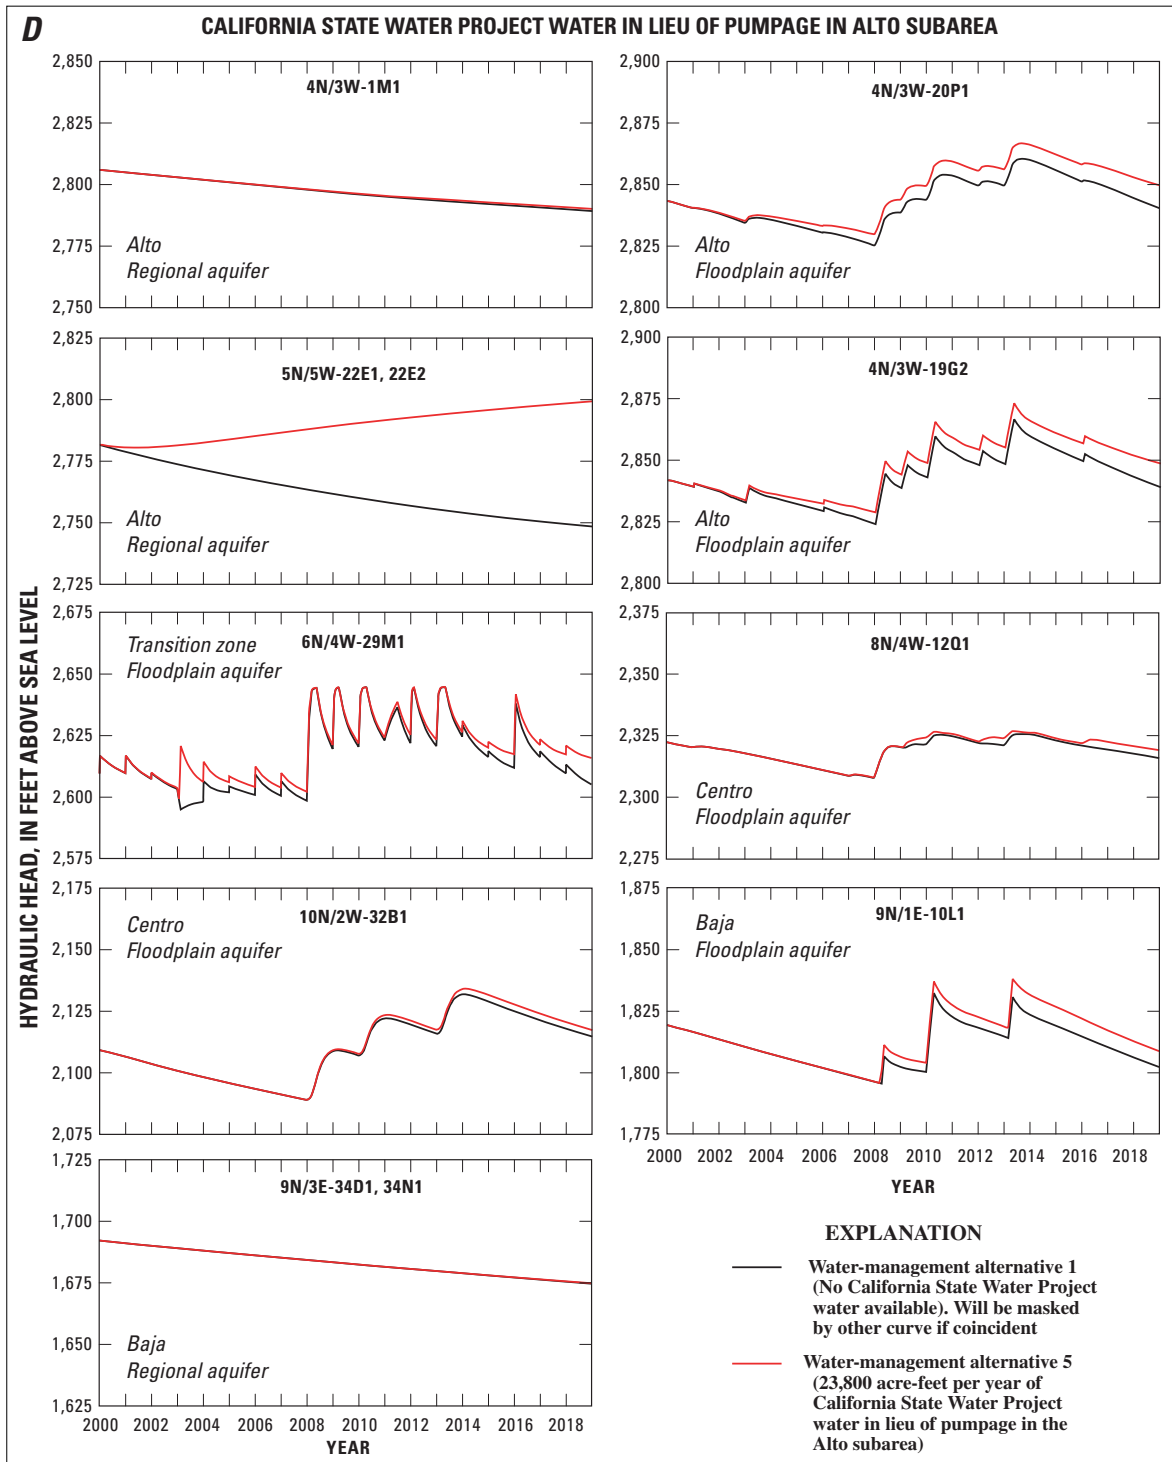 D
CALIFORNIA STATE WATER PROJECT WATER IN LIEU OF PUMPAGE IN ALTO SUBAREA
HYDRAULIC HEAD, IN FEET ABOVE SEA LEVEL
2,850
2,825
2,800
2,775
2,750
4N/3W-1M1
Alto
Regional aquifer
2,900
2,875
2,850
2,825
2,800
4N/3W-20P1
Alto
Floodplain aquifer
2,825
2,800
2,775
2,750
2,725
5N/5W-22E1, 22E2
Alto
Regional aquifer
2,900
2,875
2,850
2,825
2,800
4N/3W-19G2
Alto
Floodplain aquifer
2,675
2,650
2,625
2,600
2,575
Transition zone
Floodplain aquifer
6N/4W-29M1
2,375
2,350
2,325
2,300
2,275
8N/4W-12Q1
Centro
Floodplain aquifer
2,175
2,150
2,125
2,100
2,075
Centro
Floodplain aquifer
10N/2W-32B1
1,875
1,850
1,825
1,800
1,775
Baja
Floodplain aquifer
9N/1E-10L1
2000 2002 2004 2006 2008 2010 2012 2014 2016 2018
YEAR
1,725
1,700
1,675
1,650
1,625
9N/3E-34D1, 34N1
Baja
Regional aquifer
2000 2002 2004 2006 2008 2010 2012 2014 2016 2018
YEAR
EXPLANATION
Water-management alternative 1
(No California State Water Project
water available). Will be masked
by other curve if coincident
Water-management alternative 5
(23,800 acre-feet per year of
California State Water Project
water in lieu of pumpage in the
Alto subarea)